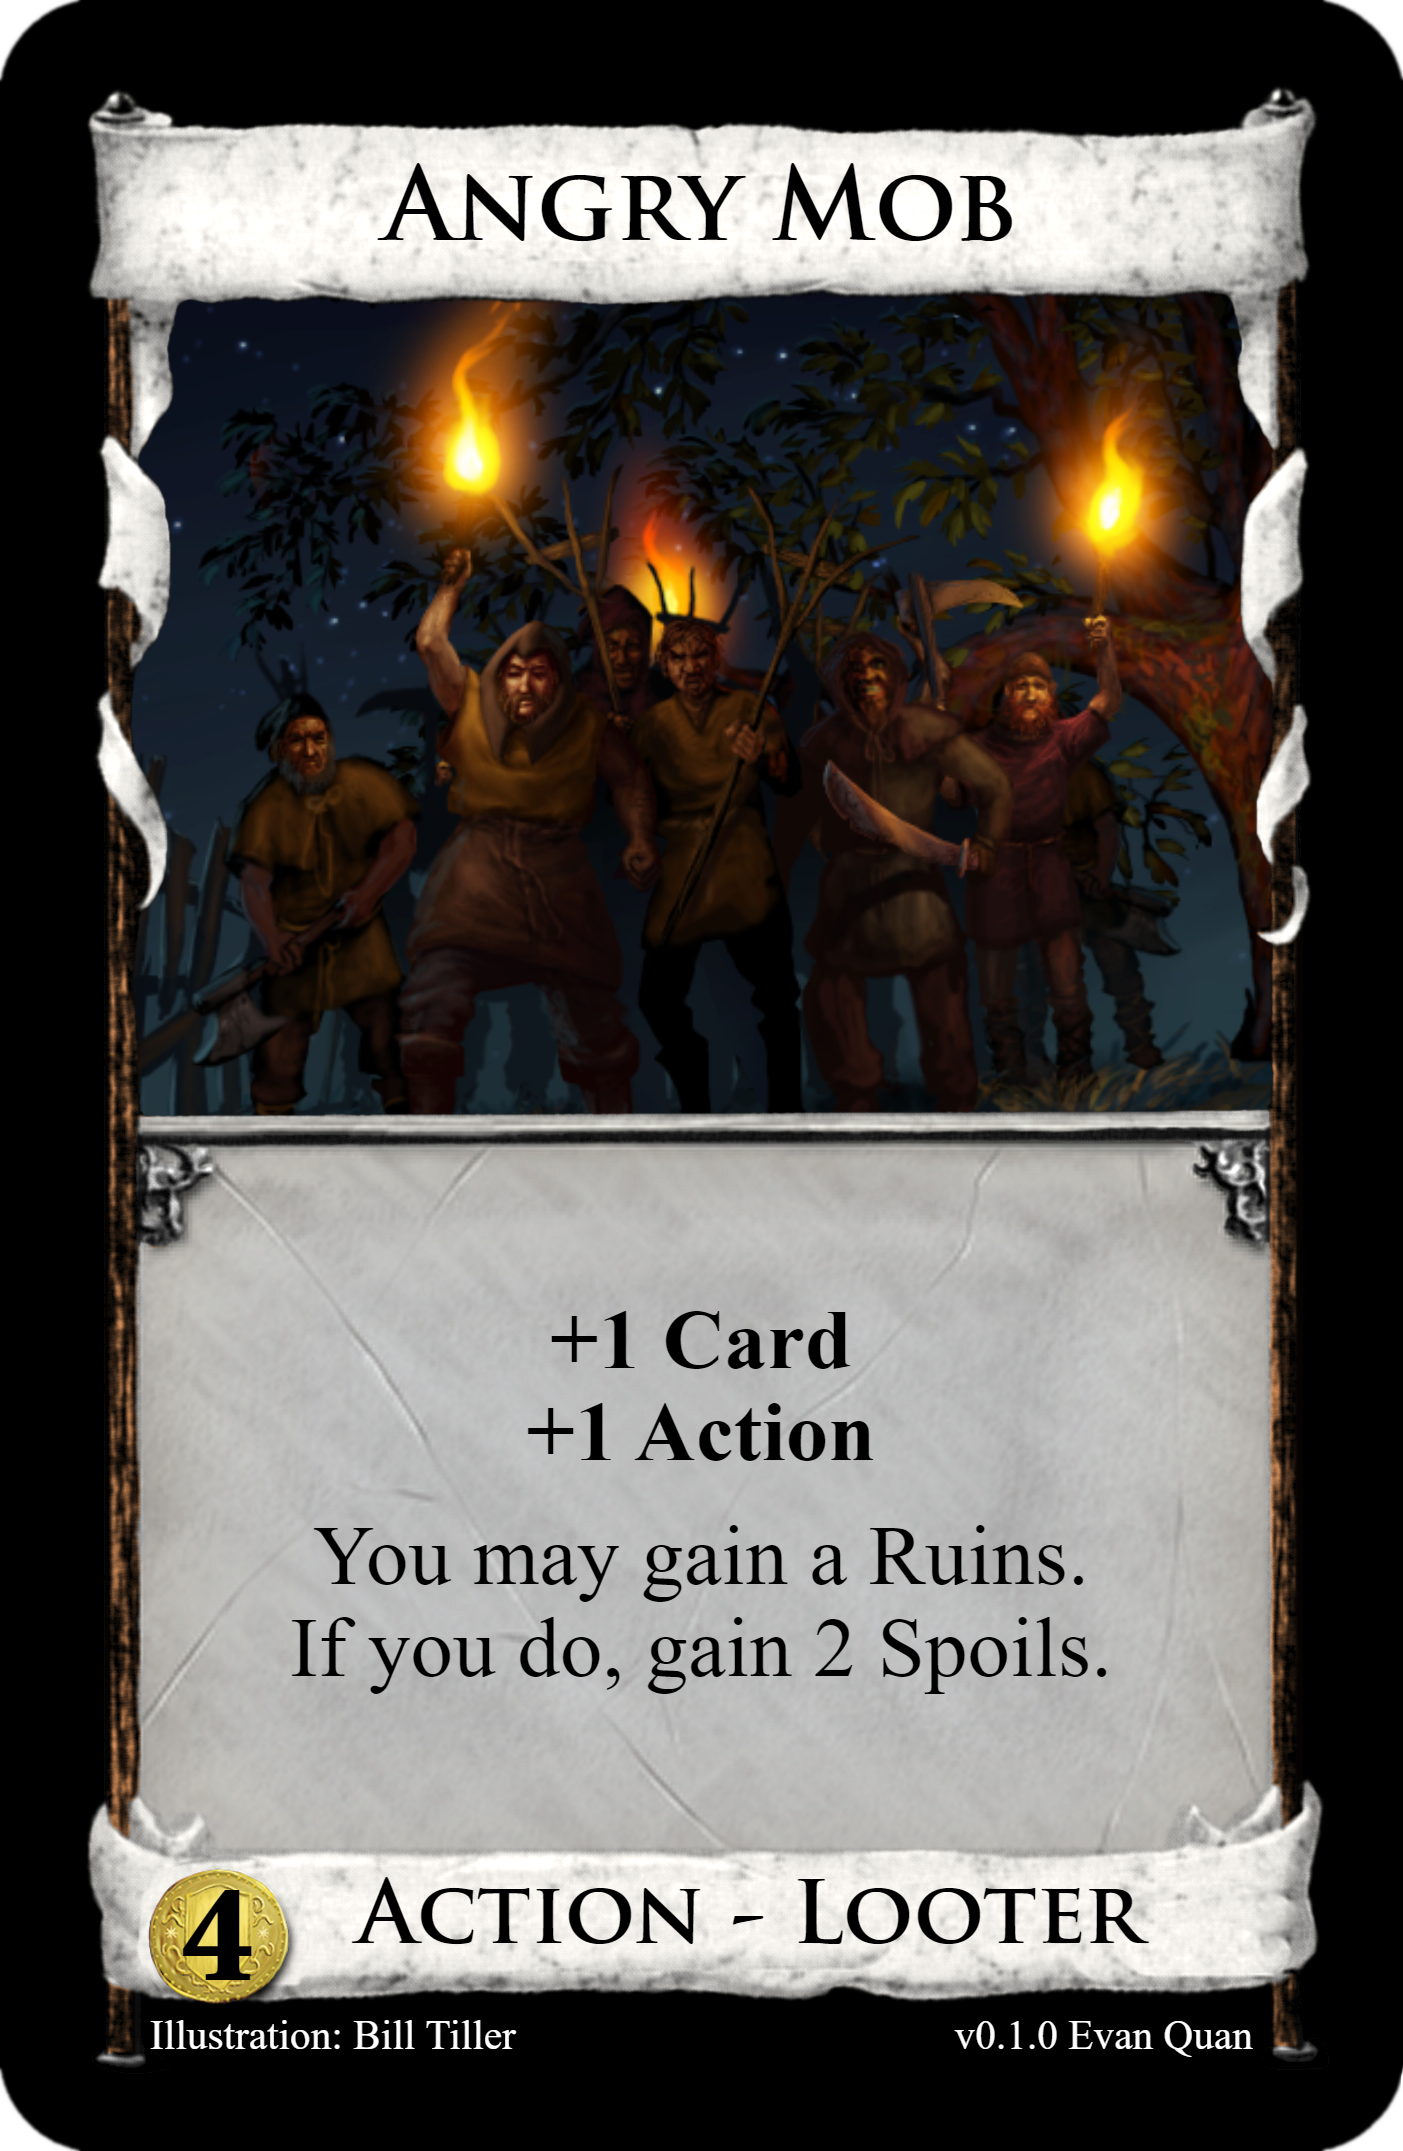 Angry Mob
+1 Card
+1 Action
You may gain a Ruins.
If you do, gain 2 Spoils.
4 Action - Looter
Illustration: Bill Tiller v0.1.0 Evan Quan